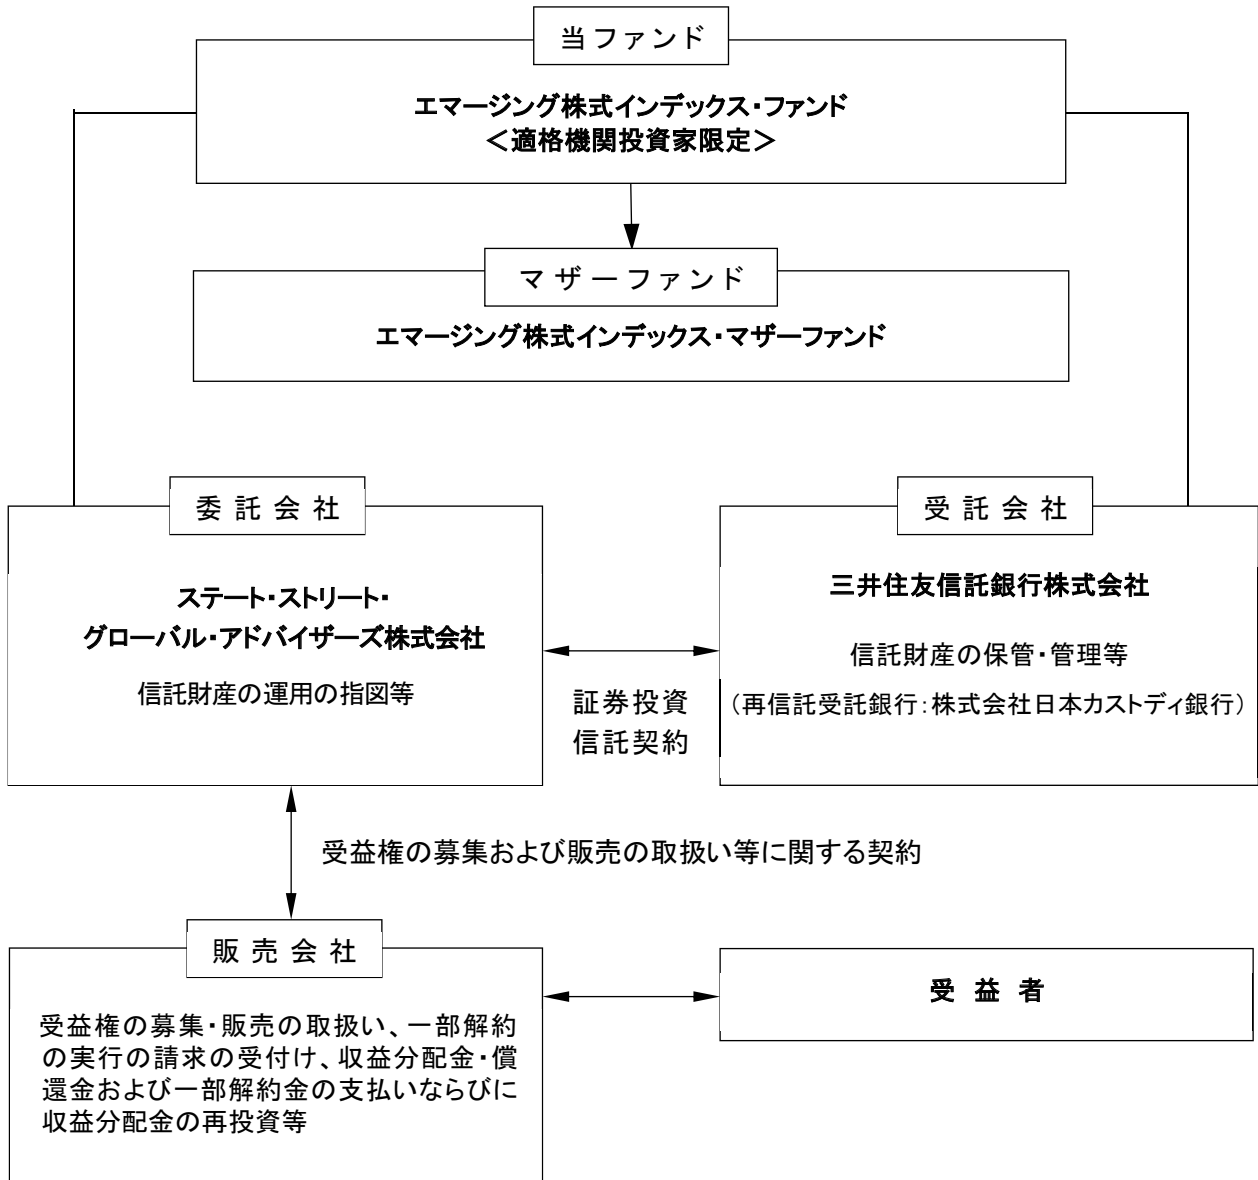 当ファンド
エマージング株式インデックス・ファンド
＜適格機関投資家限定＞
マザーファンド
エマージング株式インデックス・マザーファンド
委託会社
ステート・ストリート・
グローバル・アドバイザーズ株式会社
信託財産の運用の指図等
証券投資
信託契約
受託会社
三井住友信託銀行株式会社
信託財産の保管・管理等
（再信託受託銀行：株式会社日本カストディ銀行）
受益権の募集および販売の取扱い等に関する契約
販売会社
受益権の募集・販売の取扱い、一部解約
の実行の請求の受付け、収益分配金・償
還金および一部解約金の支払いならびに
収益分配金の再投資等
受益者